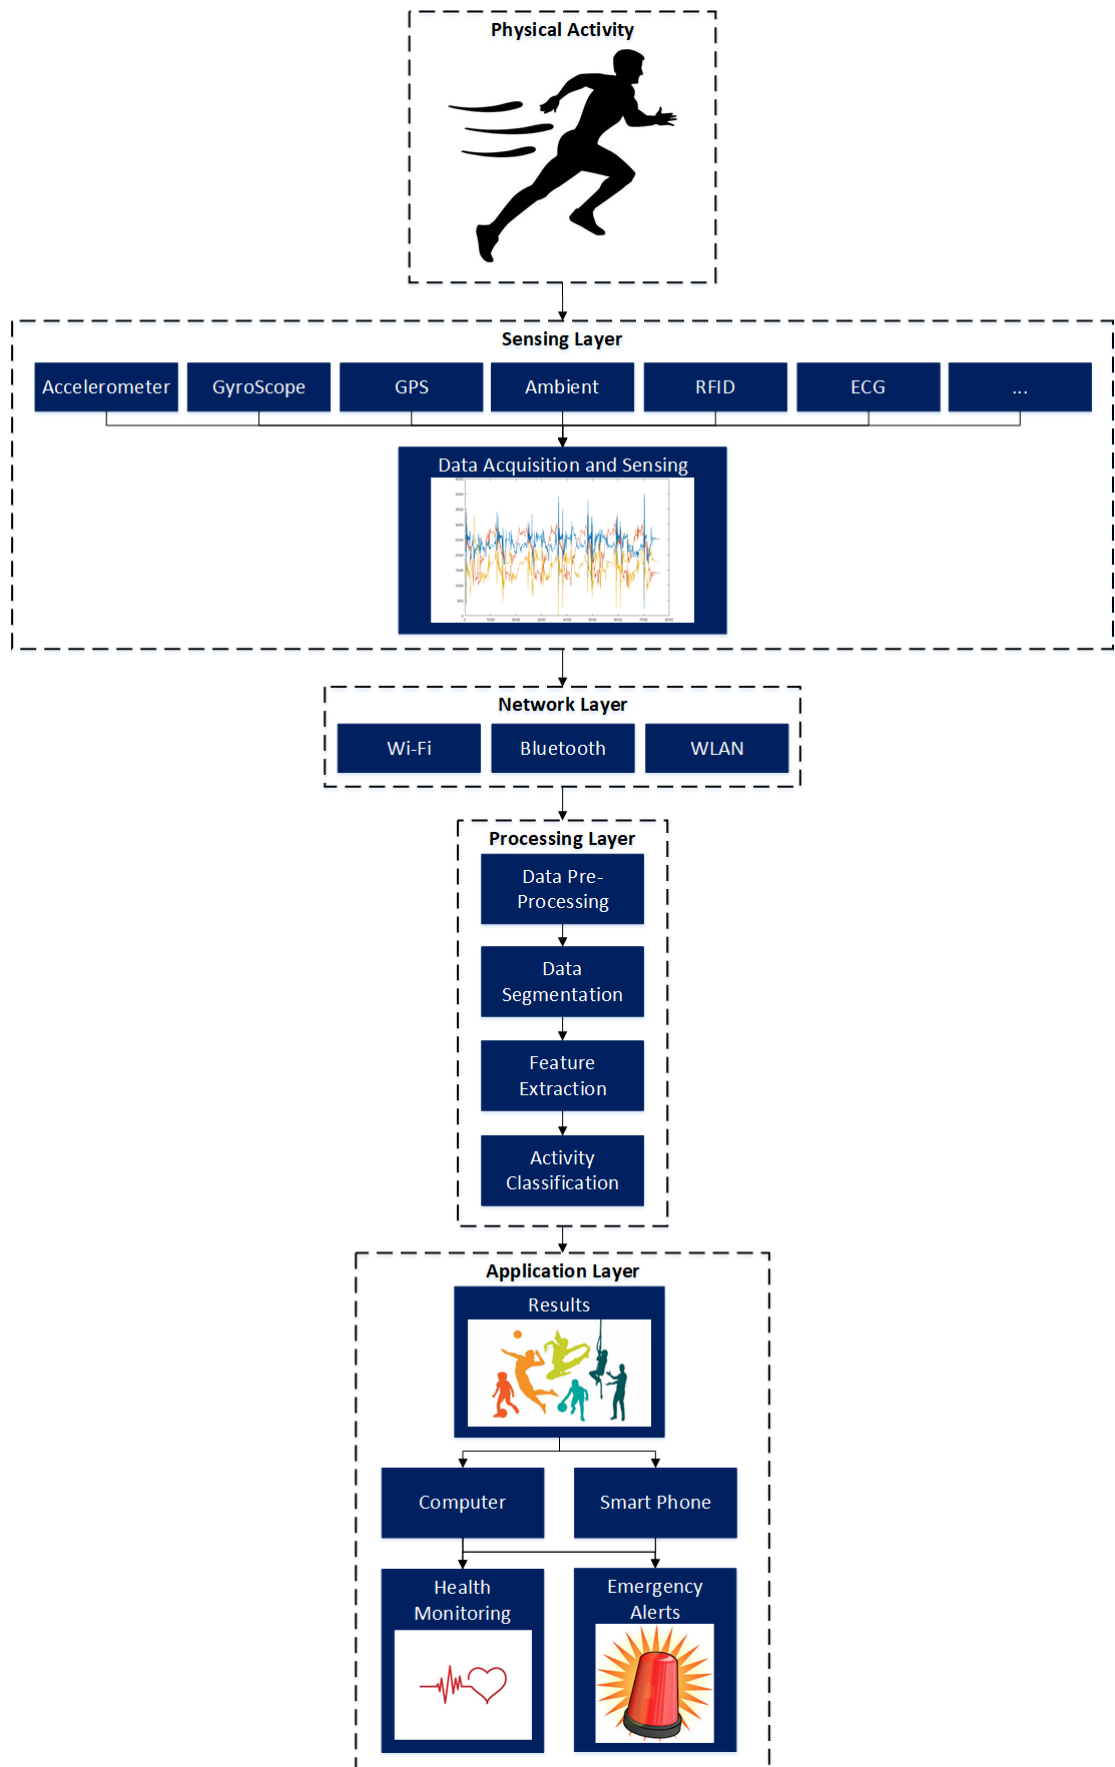 Physical Activity
Sensing Layer
Accelerometer GyroScope GPS Ambient RFID ECG ...
Data Acquisition and Sensing
Network Layer
Wi-Fi Bluetooth WLAN
Processing Layer
Data Pre-
Processing
Data
Segmentation
Feature
Extraction
Activity
Classification
Application Layer
Results
Computer Smart Phone
Health
Monitoring
Emergency
Alerts